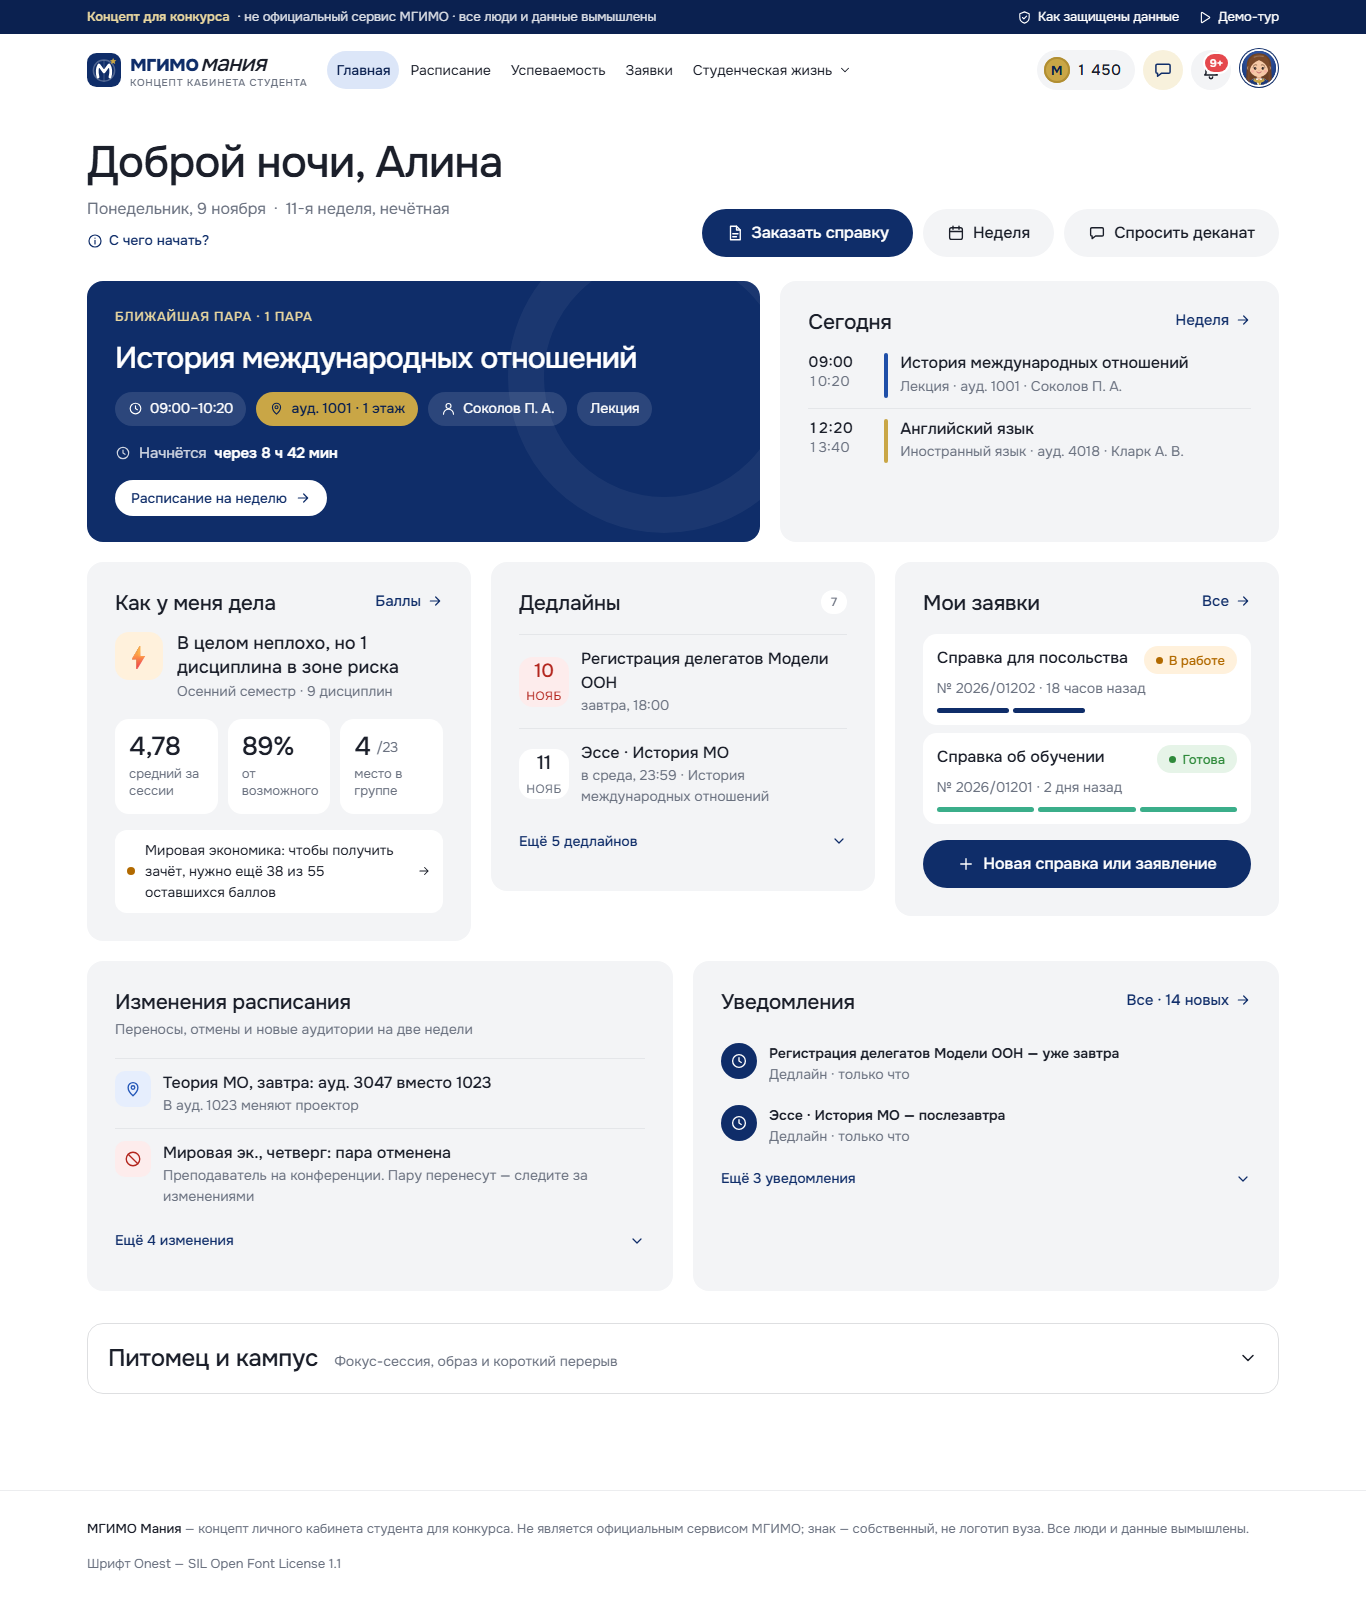 Концепт для конкурса · не официальный сервис МГИМО · все люди и данные вымышлены
Как защищены данные
Демо-тур
М
МГИМО мания
КОНЦЕПТ КАБИНЕТА СТУДЕНТА
Главная
Расписание
Успеваемость
Заявки
Студенческая жизнь
М
1 450
9+
Доброй ночи, Алина
Понедельник, 9 ноября · 11-я неделя, нечётная
С чего начать?
Заказать справку
Неделя
Спросить деканат
БЛИЖАЙШАЯ ПАРА · 1 ПАРА
История международных отношений
09:00–10:20
ауд. 1001 · 1 этаж
Соколов П. А.
Лекция
Начнётся через 8 ч 42 мин
Расписание на неделю
Сегодня
Неделя
09:00
10:20
История международных отношений
Лекция · ауд. 1001 · Соколов П. А.
12:20
13:40
Английский язык
Иностранный язык · ауд. 4018 · Кларк А. В.
Как у меня дела
Баллы
В целом неплохо, но 1
дисциплина в зоне риска
Осенний семестр · 9 дисциплин
4,78
средний за
сессии
89%
от
возможного
4 /23
место в
группе
Мировая экономика: чтобы получить
зачёт, нужно ещё 38 из 55
оставшихся баллов
Дедлайны
7
10
НОЯБ
Регистрация делегатов Модели
ООН
завтра, 18:00
11
НОЯБ
Эссе · История МО
в среда, 23:59 · История
международных отношений
Ещё 5 дедлайнов
Мои заявки
Все
Справка для посольства
В работе
№ 2026/01202 · 18 часов назад
Справка об обучении
Готова
№ 2026/01201 · 2 дня назад
Новая справка или заявление
Изменения расписания
Переносы, отмены и новые аудитории на две недели
Теория МО, завтра: ауд. 3047 вместо 1023
В ауд. 1023 меняют проектор
Мировая эк., четверг: пара отменена
Преподаватель на конференции. Пару перенесут — следите за
изменениями
Ещё 4 изменения
Уведомления
Все · 14 новых
Регистрация делегатов Модели ООН — уже завтра
Дедлайн · только что
Эссе · История МО — послезавтра
Дедлайн · только что
Ещё 3 уведомления
Питомец и кампус
Фокус-сессия, образ и короткий перерыв
МГИМО Мания — концепт личного кабинета студента для конкурса. Не является официальным сервисом МГИМО; знак — собственный, не логотип вуза. Все люди и данные вымышлены.
Шрифт Onest — SIL Open Font License 1.1